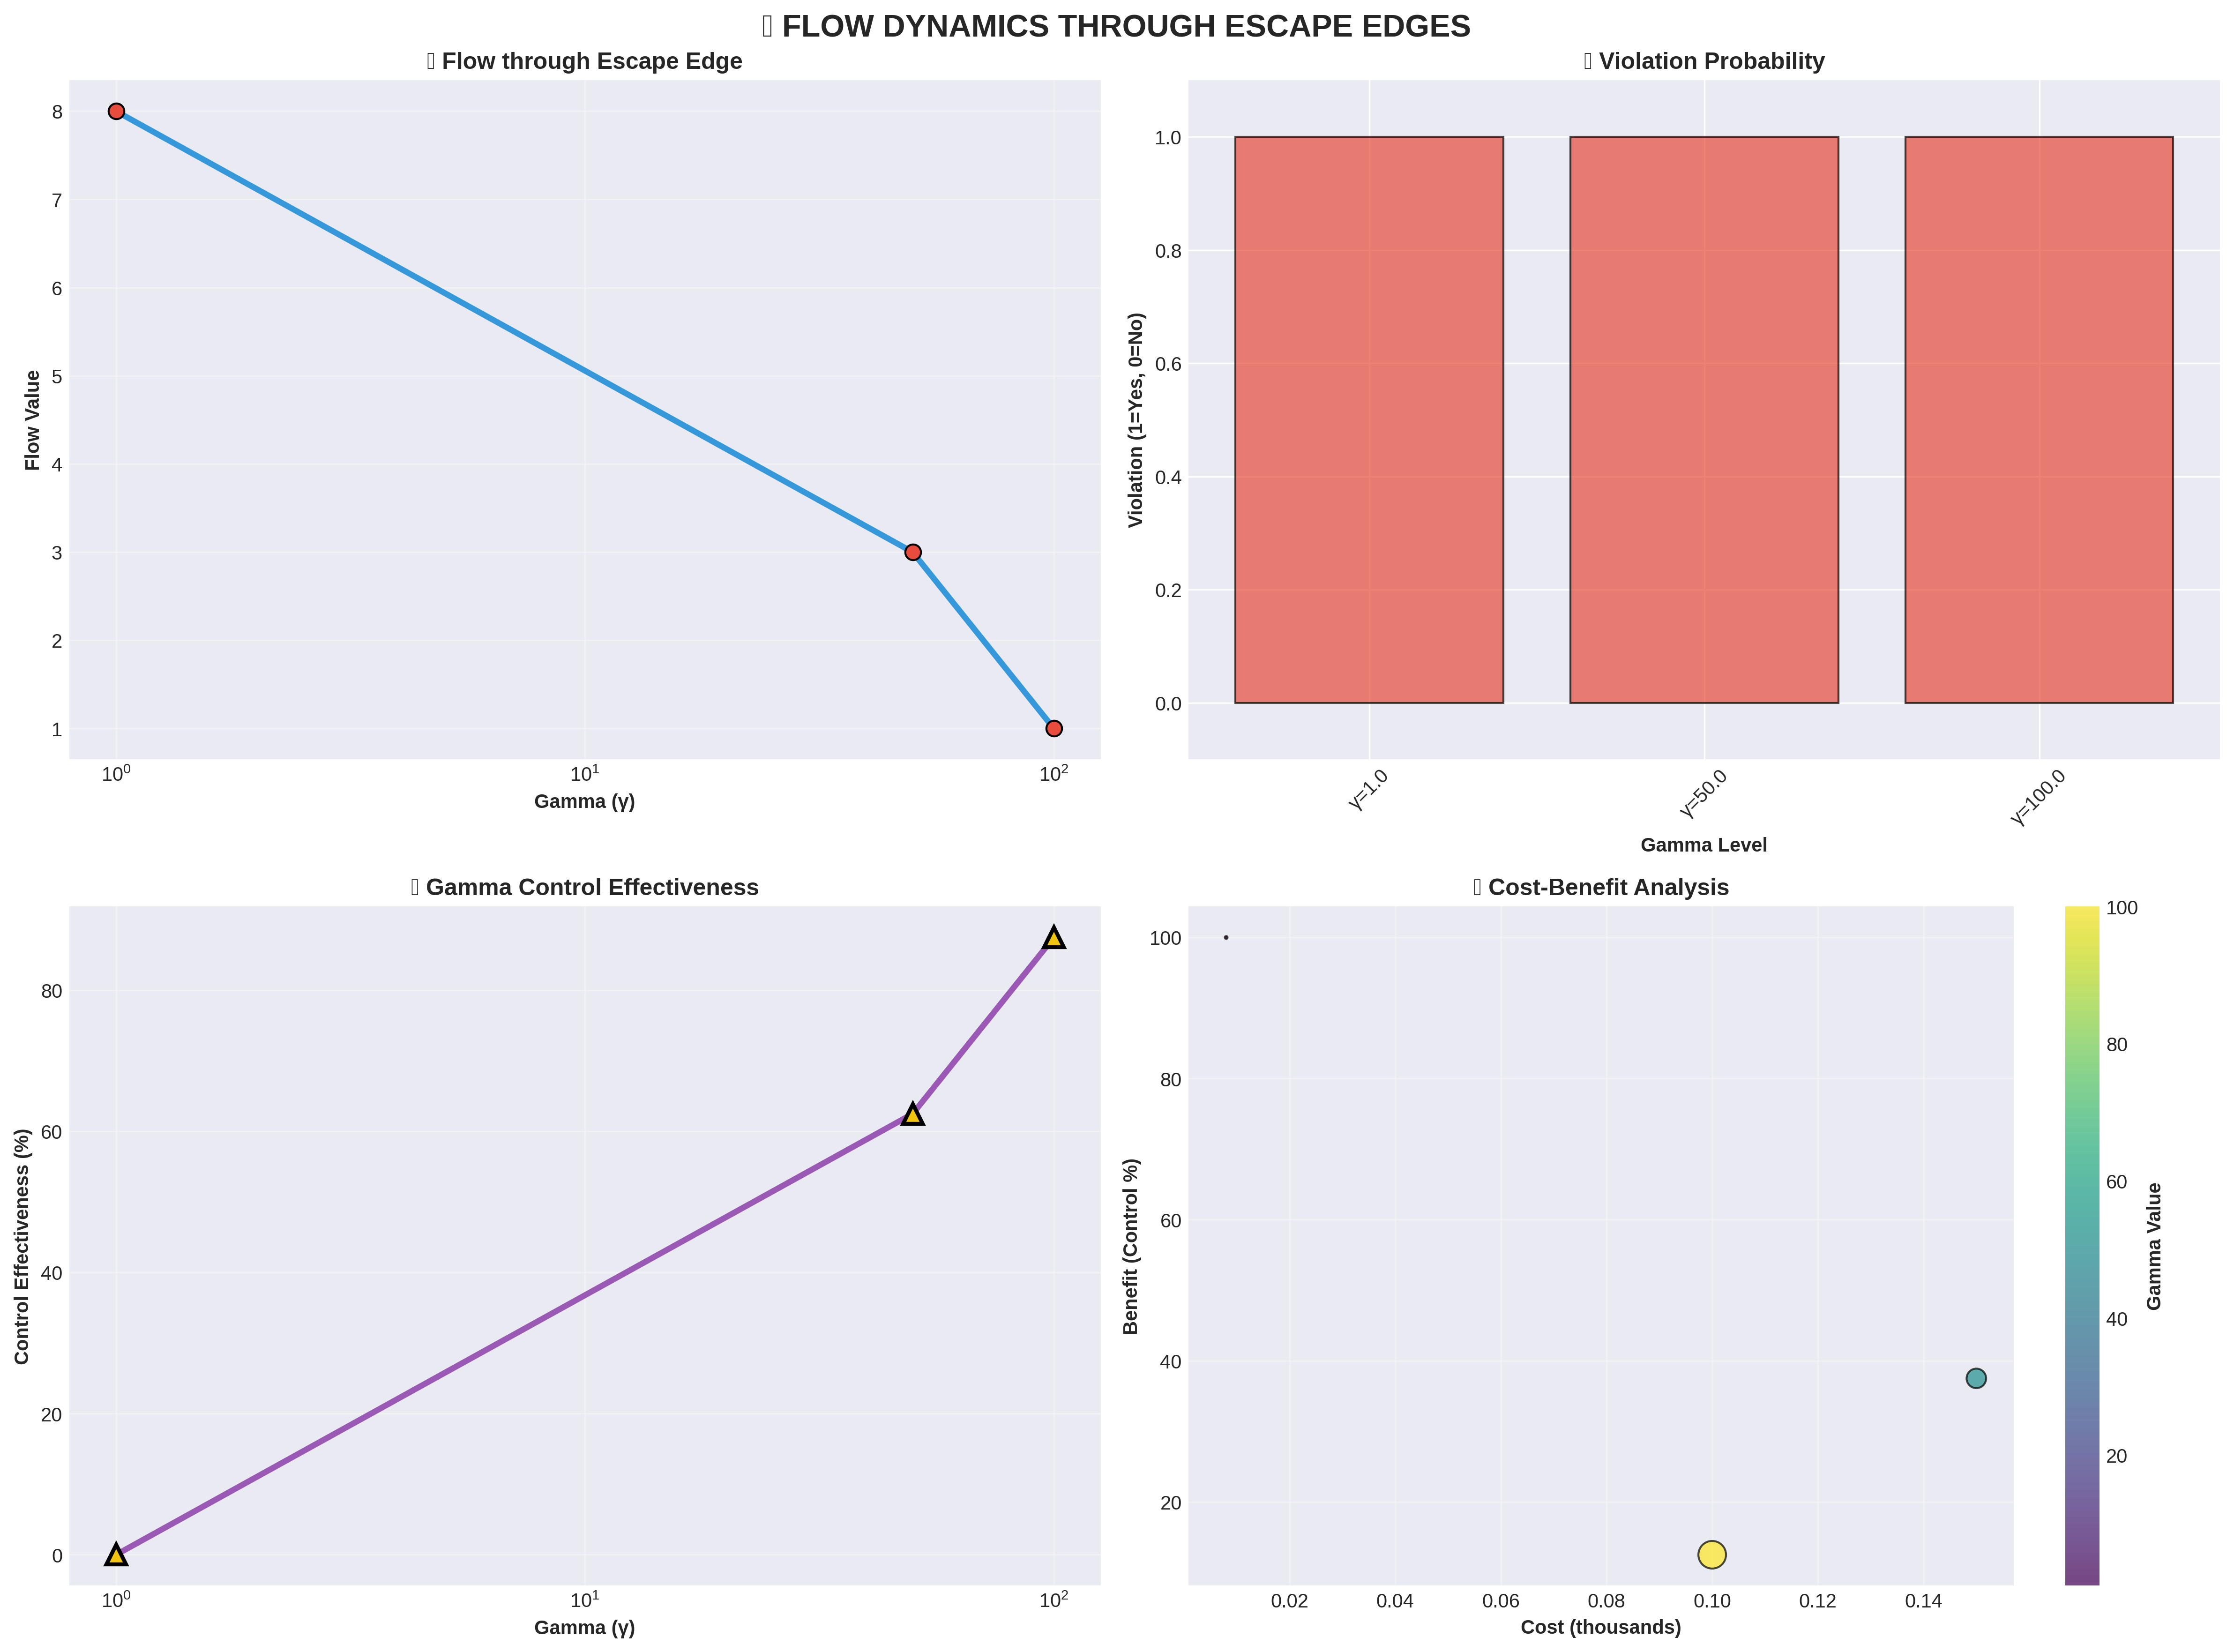 ▯ FLOW DYNAMICS THROUGH ESCAPE EDGES
▯ Flow through Escape Edge
8
7
6
5
4
3
2
1
Flow Value
10⁰ 10¹ 10²
Gamma (γ)
▯ Violation Probability
1.0
0.8
0.6
0.4
0.2
0.0
Violation (1=Yes, 0=No)
γ=1.0 γ=50.0 γ=100.0
Gamma Level
▯ Gamma Control Effectiveness
80
60
40
20
0
Control Effectiveness (%)
10⁰ 10¹ 10²
Gamma (γ)
▯ Cost-Benefit Analysis
100
80
60
40
20
Benefit (Control %)
0.02 0.04 0.06 0.08 0.10 0.12 0.14
Cost (thousands)
100
80
60
40
20
Gamma Value